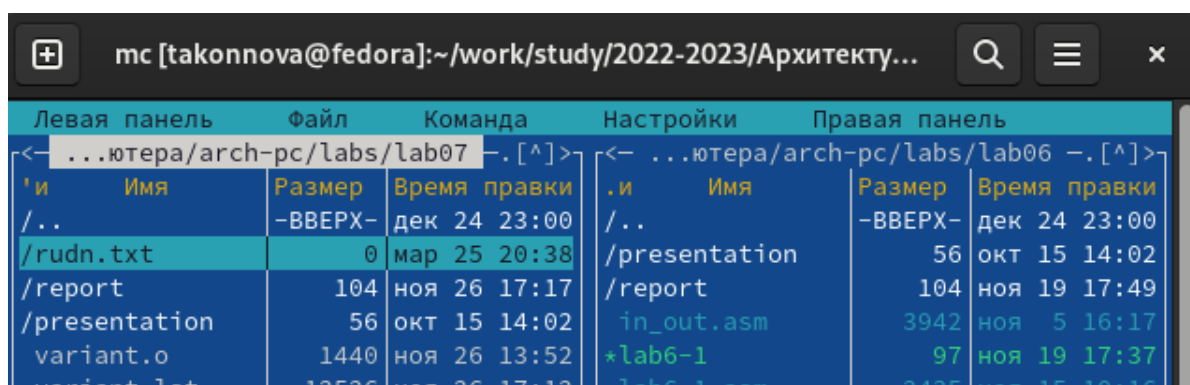 mc [takonnova@fedora]:~/work/study/2022-2023/Архитекту...
Левая панель Файл Команда Настройки Правая панель
<— ...ютера/arch-pc/labs/lab07 —.[^]> <— ...ютера/arch-pc/labs/lab06 —.[^]>
'и Имя Размер Время правки .и Имя Размер Время правки
/.. -ВВЕРХ- дек 24 23:00 /.. -ВВЕРХ- дек 24 23:00
/rudn.txt 0 мар 25 20:38 /presentation 56 окт 15 14:02
/report 104 ноя 26 17:17 /report 104 ноя 19 17:49
/presentation 56 окт 15 14:02 in_out.asm 3942 ноя 5 16:17
variant.o 1440 ноя 26 13:52 *lab6-1 97 ноя 19 17:37